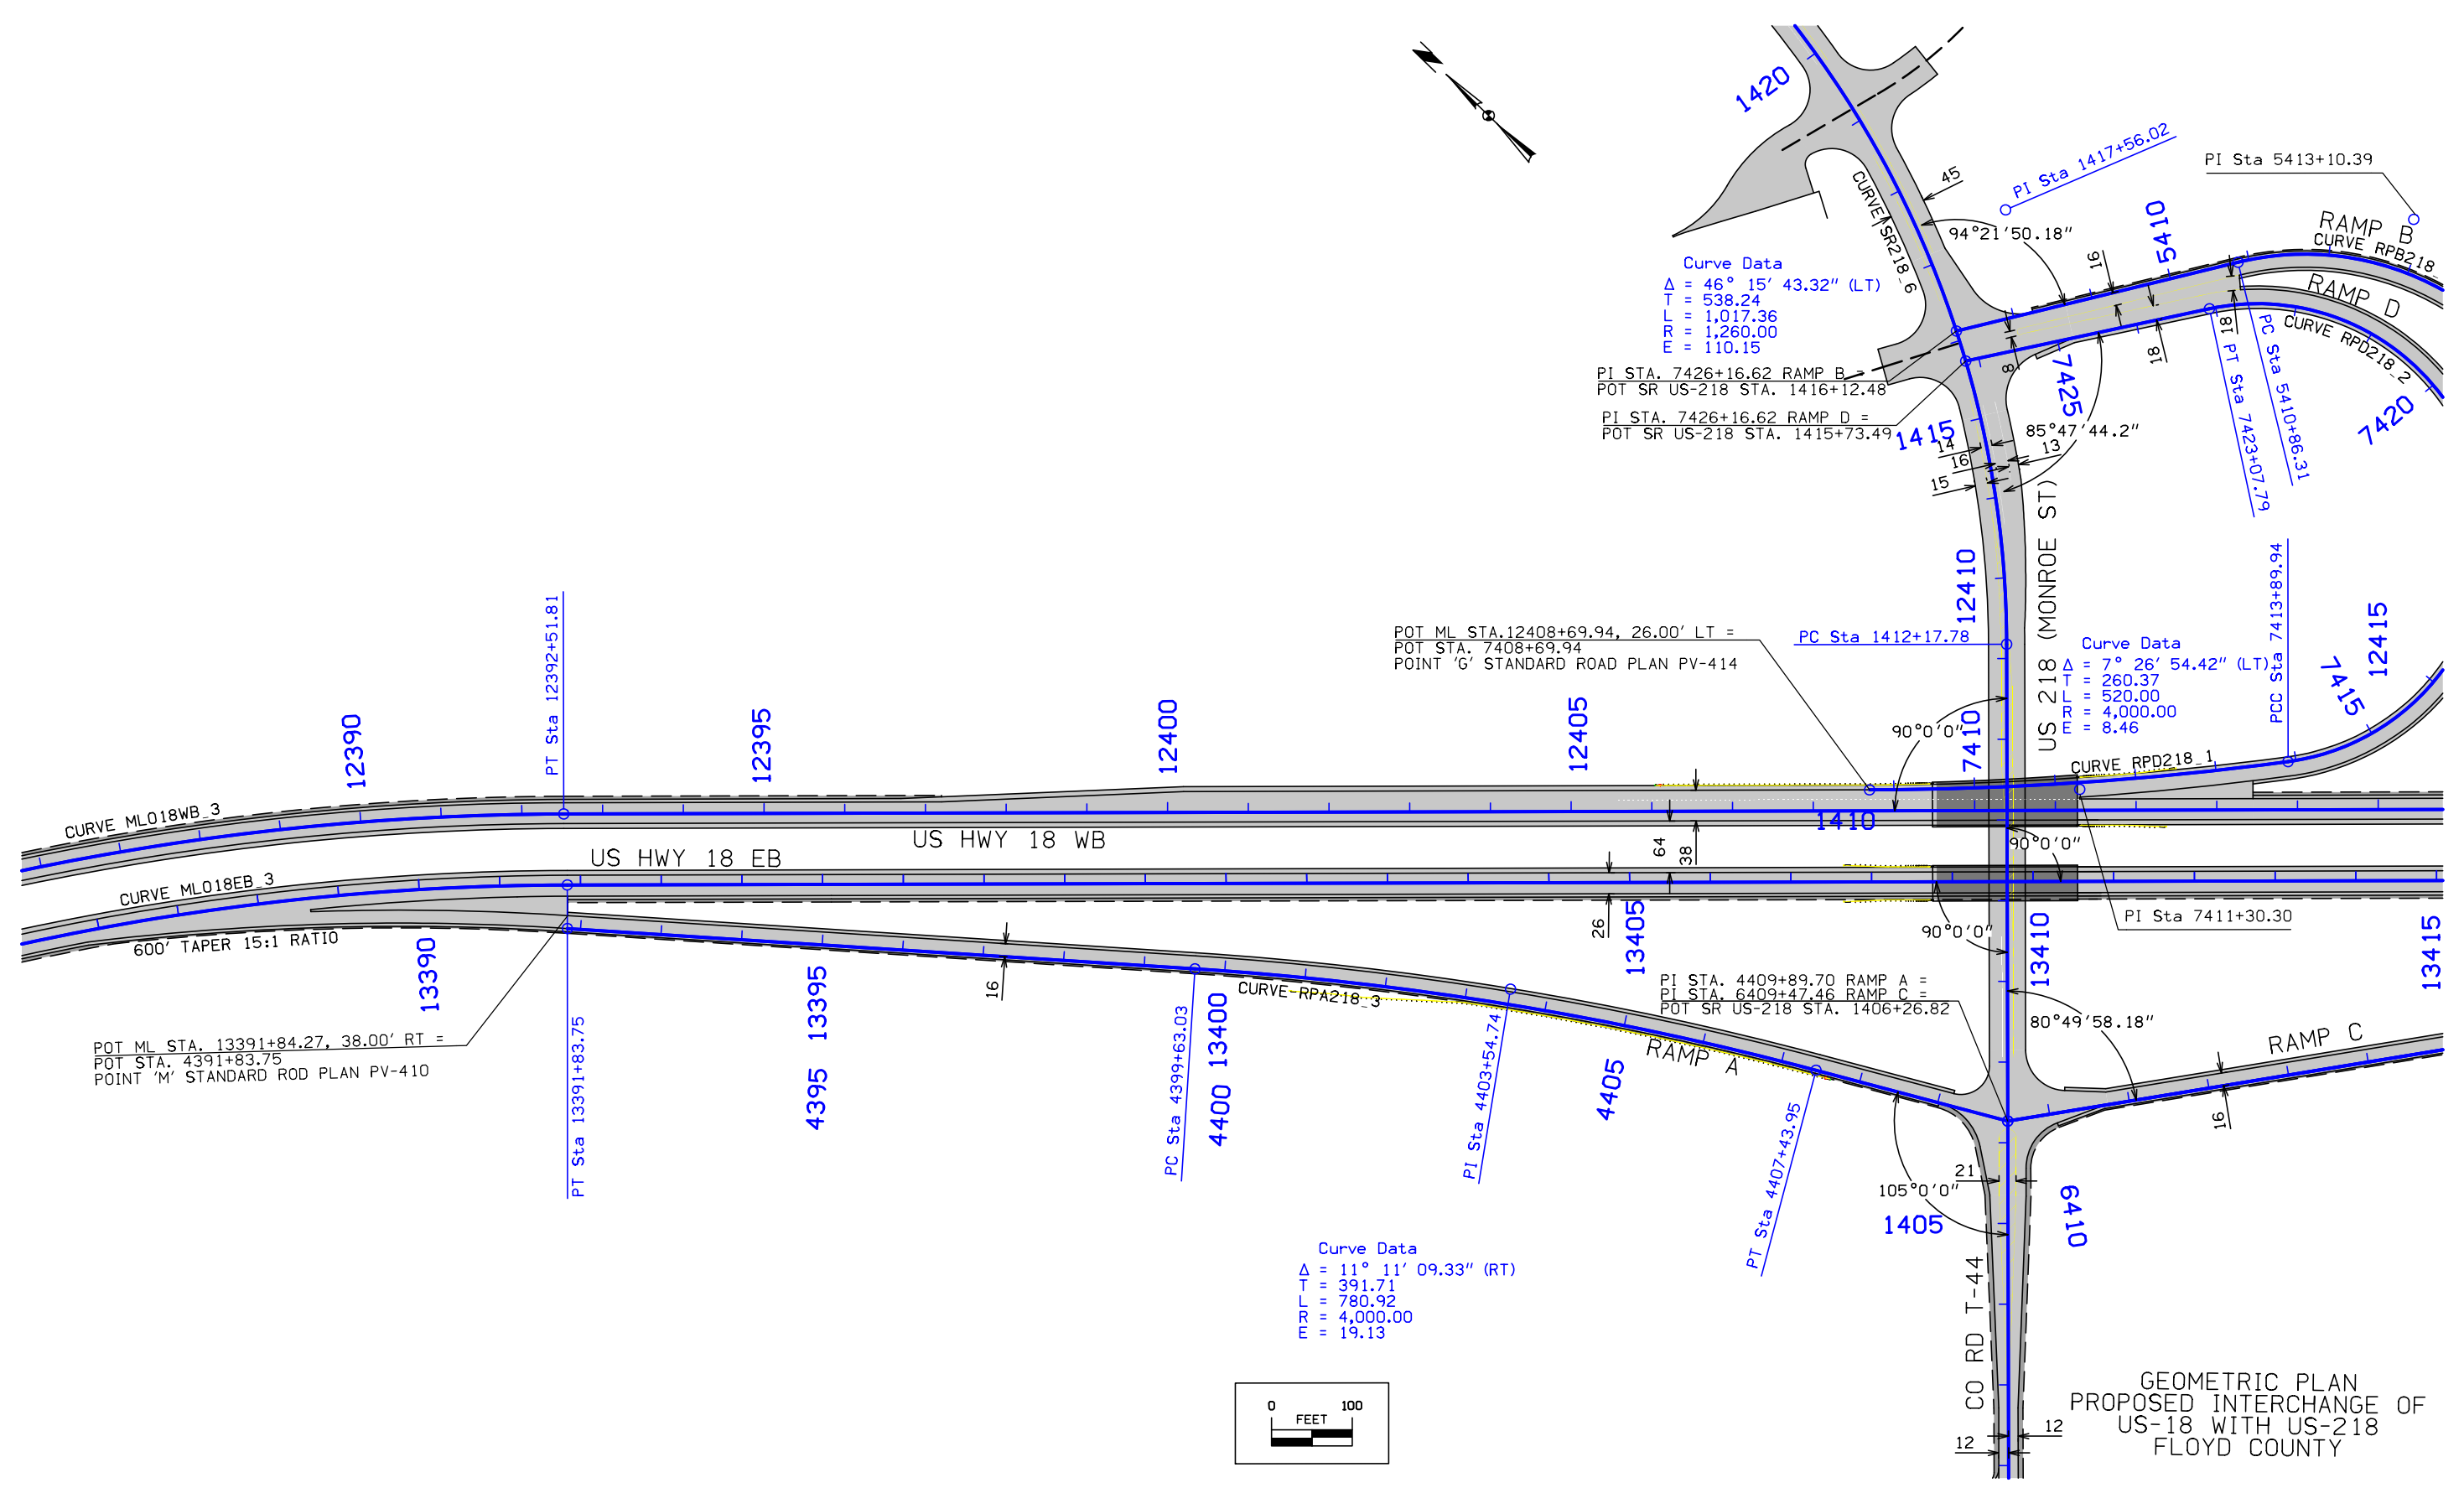 1420
PI Sta 1417+56.02
PI Sta 5413+10.39
45
CURVE SR218_6
94°21'50.18"
16
5410
RAMP B
CURVE RPB218_
RAMP D
CURVE RPD218_2
Curve Data
Δ = 46° 15' 43.32" (LT)
T = 538.24
L = 1,017.36
R = 1,260.00
E = 110.15
PI STA. 7426+16.62 RAMP B =
POT SR US-218 STA. 1416+12.48
PI STA. 7426+16.62 RAMP D =
POT SR US-218 STA. 1415+73.49
8
7425
18
18
PT Sta 7423+07.79
PC Sta 5410+86.31
7420
1415
85°47'44.2"
14
16
15
13
US 218 (MONROE ST)
12410
PT Sta 12392+51.81
POT ML STA.12408+69.94, 26.00' LT =
POT STA. 7408+69.94
POINT 'G' STANDARD ROAD PLAN PV-414
PC Sta 1412+17.78
Curve Data
Δ = 7° 26' 54.42" (LT)
T = 260.37
L = 520.00
R = 4,000.00
E = 8.46
PCC Sta 7413+89.94
7415
12415
12390
12395
12400
12405
90°0'0"
7410
CURVE RPD218_1
CURVE ML018WB_3
US HWY 18 WB
1410
64
38
90°0'0"
US HWY 18 EB
CURVE ML018EB_3
600' TAPER 15:1 RATIO
26
90°0'0"
PI Sta 7411+30.30
13390
13395
13400
13405
13410
13415
16
CURVE RPA218_3
PI STA. 4409+89.70 RAMP A =
PI STA. 6409+47.46 RAMP C =
POT SR US-218 STA. 1406+26.82
80°49'58.18"
RAMP C
16
RAMP A
POT ML STA. 13391+84.27, 38.00' RT =
POT STA. 4391+83.75
POINT 'M' STANDARD ROD PLAN PV-410
PT Sta 13391+83.75
4395
PC Sta 4399+63.03
4400
PI Sta 4403+54.74
4405
PT Sta 4407+43.95
21
105°0'0"
1405
6410
CO RD T-44
Curve Data
Δ = 11° 11' 09.33" (RT)
T = 391.71
L = 780.92
R = 4,000.00
E = 19.13
0 100
FEET
12
12
GEOMETRIC PLAN
PROPOSED INTERCHANGE OF
US-18 WITH US-218
FLOYD COUNTY